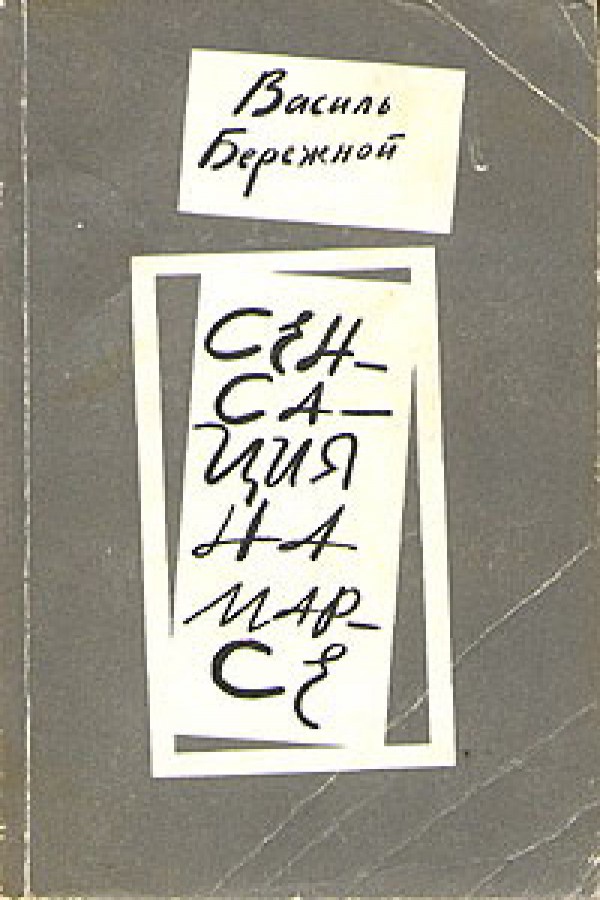 Василь
Бережной
СЕН-
СА-
ЦИЯ
НА
МАР-
СЕ